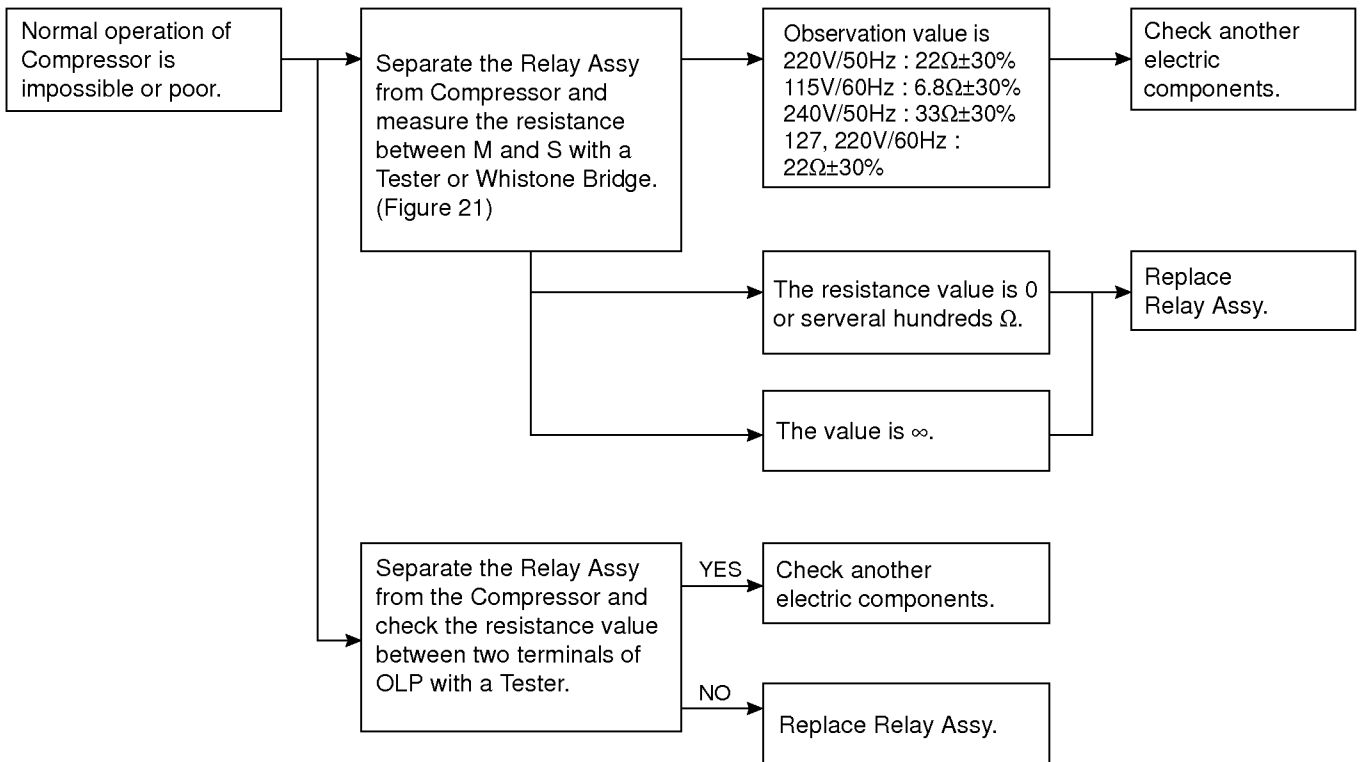 Normal operation of
Compressor is
impossible or poor.
Separate the Relay Assy
from Compressor and
measure the resistance
between M and S with a
Tester or Whistone Bridge.
(Figure 21)
Observation value is
220V/50Hz : 22Ω±30%
115V/60Hz : 6.8Ω±30%
240V/50Hz : 33Ω±30%
127, 220V/60Hz :
22Ω±30%
Check another
electric
components.
The resistance value is 0
or serveral hundreds Ω.
Replace
Relay Assy.
The value is ∞.
Separate the Relay Assy
from the Compressor and
check the resistance value
between two terminals of
OLP with a Tester.
YES
Check another
electric components.
NO
Replace Relay Assy.